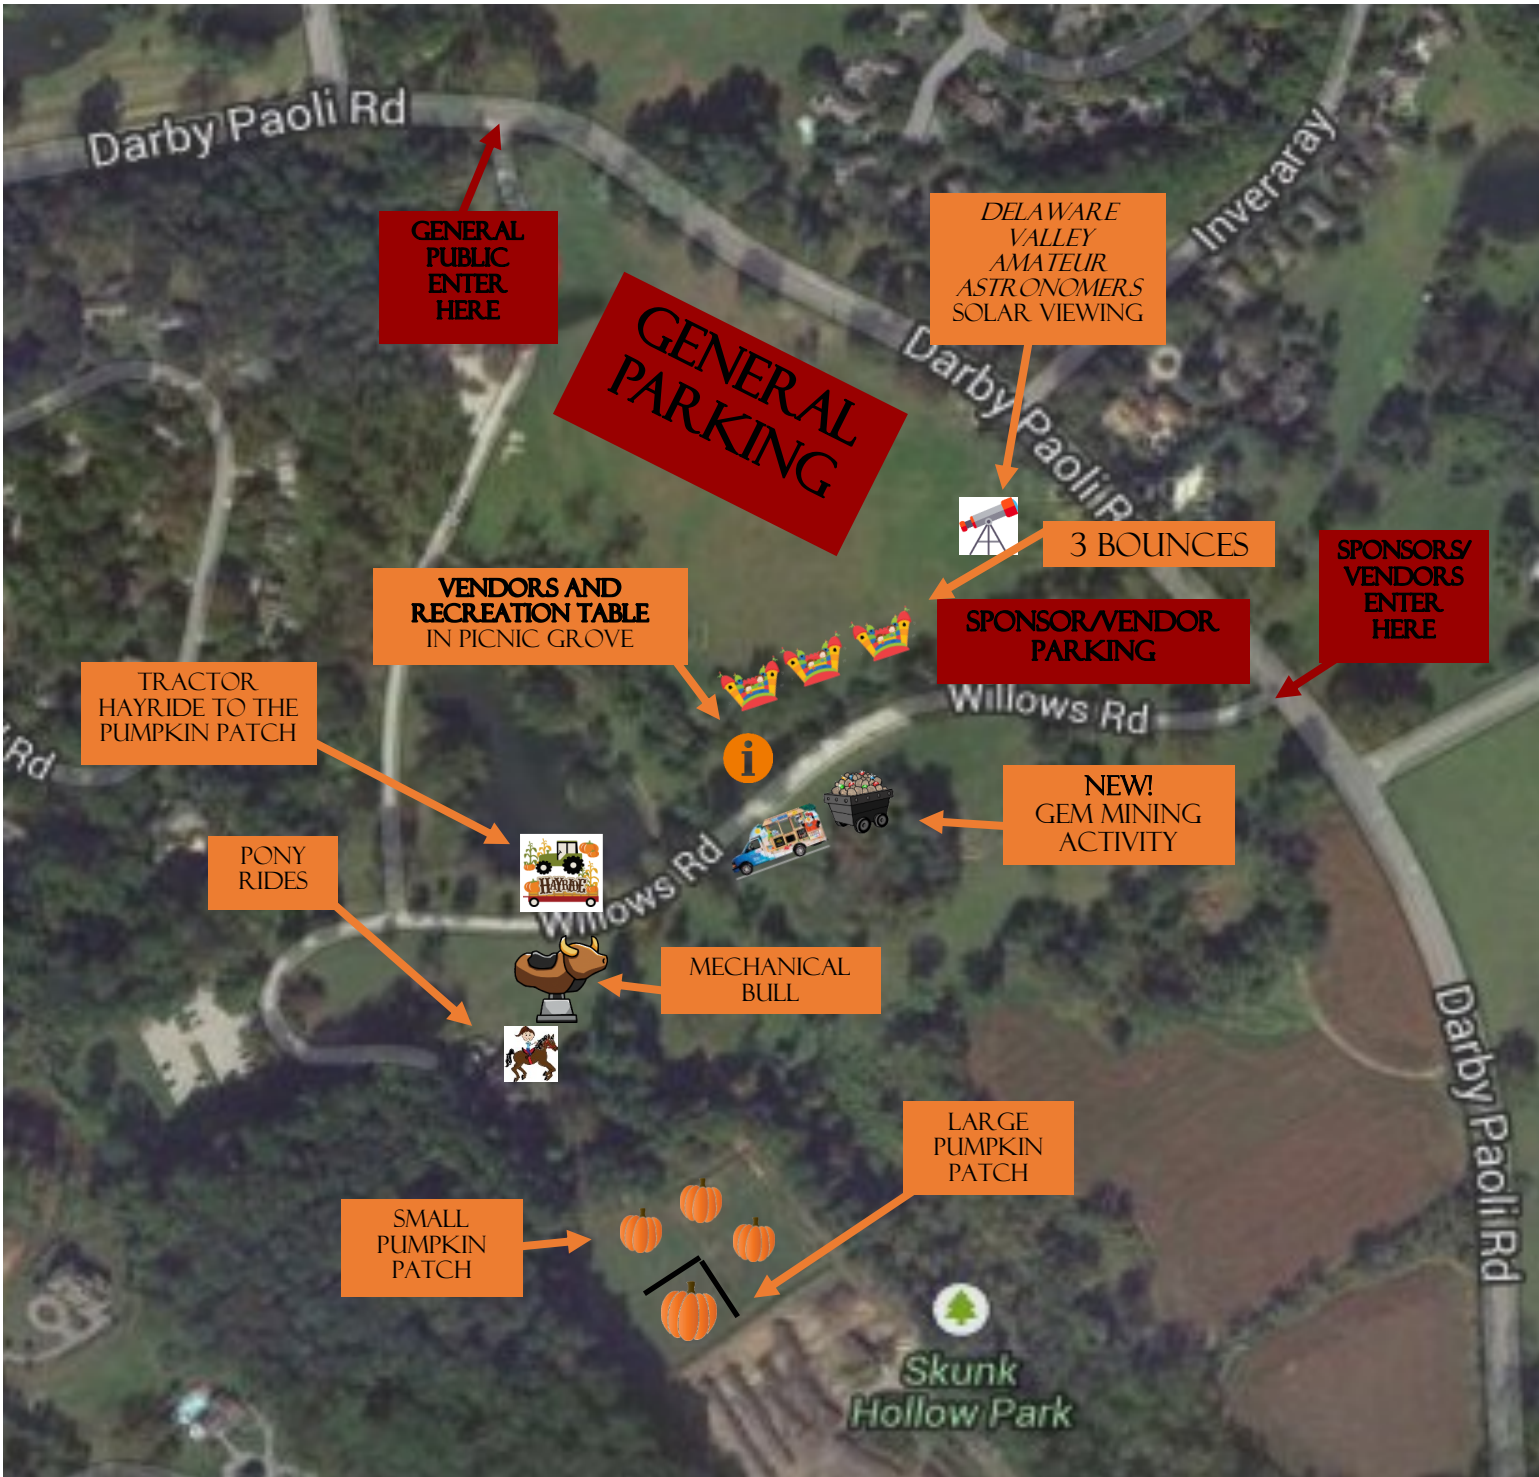 Darby Paoli Rd
GENERAL
PUBLIC
ENTER
HERE
DELAWARE
VALLEY
AMATEUR
ASTRONOMERS
SOLAR VIEWING
Inveraray
GENERAL
PARKING
Darby Paoli R
3 BOUNCES
SPONSORS/
VENDORS
ENTER
HERE
VENDORS AND
RECREATION TABLE
IN PICNIC GROVE
SPONSOR/VENDOR
PARKING
TRACTOR
HAYRIDE TO THE
PUMPKIN PATCH
Willows Rd
Rd
i
NEW!
GEM MINING
ACTIVITY
PONY
RIDES
HAYRIDE
Willows Rd
MECHANICAL
BULL
Darby Paoli Rd
LARGE
PUMPKIN
PATCH
SMALL
PUMPKIN
PATCH
Skunk
Hollow Park